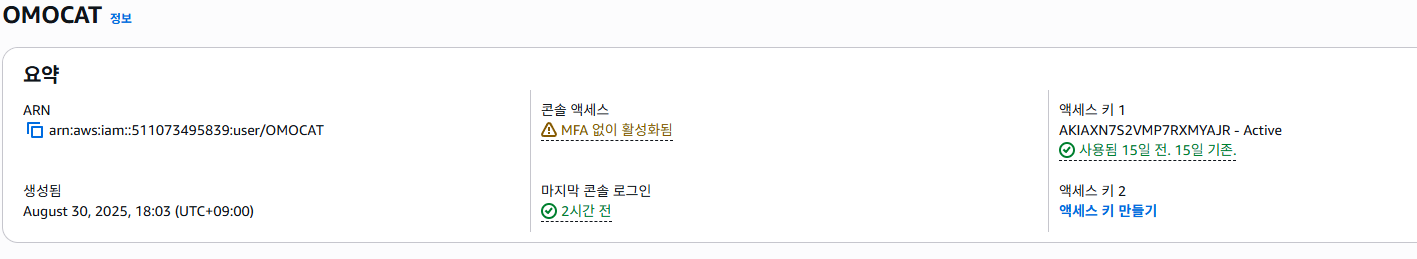 OMOCAT 정보
요약
ARN
arn:aws:iam::511073495839:user/OMOCAT
콘솔 액세스
MFA 없이 활성화됨
액세스 키 1
AKIAXN7S2VMP7RXMYAJR - Active
사용됨 15일 전. 15일 기존.
생성됨
August 30, 2025, 18:03 (UTC+09:00)
마지막 콘솔 로그인
2시간 전
액세스 키 2
액세스 키 만들기